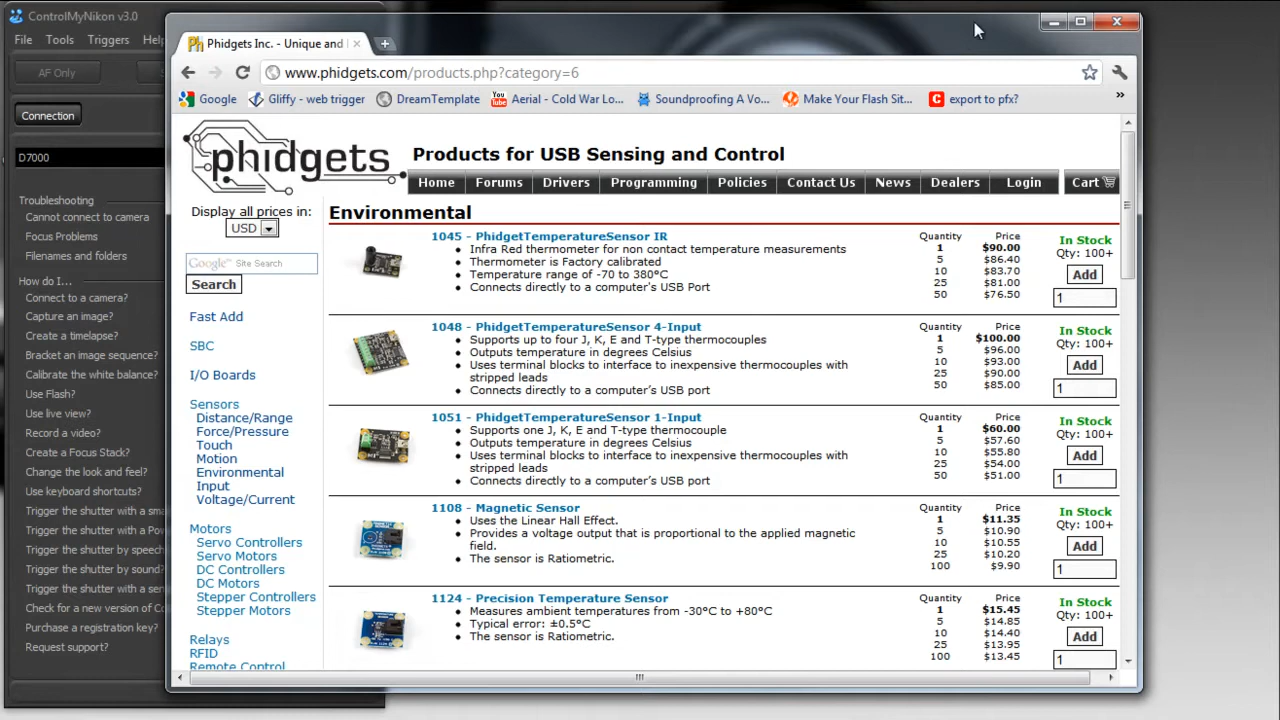 ControlMyNikon v3.0
File Tools Triggers Help
AF Only
Connection
D7000
Troubleshooting
Cannot connect to camera
Focus Problems
Filenames and folders
How do I...
Connect to a camera?
Capture an image?
Create a timelapse?
Bracket an image sequence?
Calibrate the white balance?
Use Flash?
Use live view?
Record a video?
Create a Focus Stack?
Change the look and feel?
Use keyboard shortcuts?
Trigger the shutter with a sma
Trigger the shutter with a Pow
Trigger the shutter by speech
Trigger the shutter by sound?
Trigger the shutter with a sen
Check for a new version of Co
Purchase a registration key?
Request support?
Phidgets Inc. - Unique and
www.phidgets.com/products.php?category=6
Google Gliffy - web trigger DreamTemplate Aerial - Cold War Lo... Soundproofing A Vo... Make Your Flash Sit... export to pfx? »
phidgets Products for USB Sensing and Control
Home Forums Drivers Programming Policies Contact Us News Dealers Login Cart
Display all prices in:
USD
Google Site Search
Search
Fast Add
SBC
I/O Boards
Sensors
Distance/Range
Force/Pressure
Touch
Motion
Environmental
Input
Voltage/Current
Motors
Servo Controllers
Servo Motors
DC Controllers
DC Motors
Stepper Controllers
Stepper Motors
Relays
RFID
Remote Control
Environmental
1045 - PhidgetTemperatureSensor IR
• Infra Red thermometer for non contact temperature measurements
• Thermometer is Factory calibrated
• Temperature range of -70 to 380°C
• Connects directly to a computer's USB Port
Quantity Price
1 $90.00
5 $86.40
10 $83.70
25 $81.00
50 $76.50
In Stock
Qty: 100+
Add
1
1048 - PhidgetTemperatureSensor 4-Input
• Supports up to four J, K, E and T-type thermocouples
• Outputs temperature in degrees Celsius
• Uses terminal blocks to interface to inexpensive thermocouples with
stripped leads
• Connects directly to a computer’s USB port
Quantity Price
1 $100.00
5 $96.00
10 $93.00
25 $90.00
50 $85.00
In Stock
Qty: 100+
Add
1
1051 - PhidgetTemperatureSensor 1-Input
• Supports one J, K, E and T-type thermocouple
• Outputs temperature in degrees Celsius
• Uses terminal blocks to interface to inexpensive thermocouples with
stripped leads
• Connects directly to a computer’s USB port
Quantity Price
1 $60.00
5 $57.60
10 $55.80
25 $54.00
50 $51.00
In Stock
Qty: 100+
Add
1
1108 - Magnetic Sensor
• Uses the Linear Hall Effect.
• Provides a voltage output that is proportional to the applied magnetic
field.
• The sensor is Ratiometric.
Quantity Price
1 $11.35
5 $10.90
10 $10.55
25 $10.20
100 $9.90
In Stock
Qty: 100+
Add
1
1124 - Precision Temperature Sensor
• Measures ambient temperatures from -30°C to +80°C
• Typical error: ±0.5°C
• The sensor is Ratiometric.
Quantity Price
1 $15.45
5 $14.85
10 $14.40
25 $13.95
100 $13.45
In Stock
Qty: 100+
Add
1